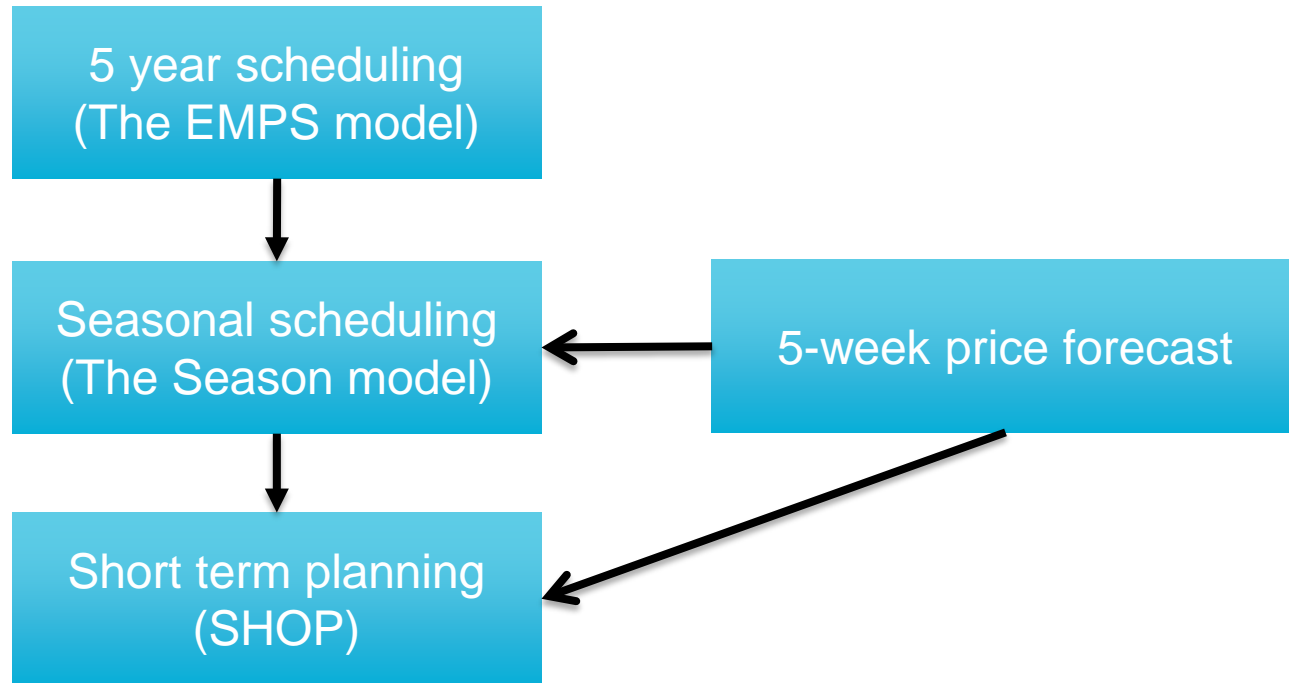 5 year scheduling
(The EMPS model)
Seasonal scheduling
(The Season model)
5-week price forecast
Short term planning
(SHOP)